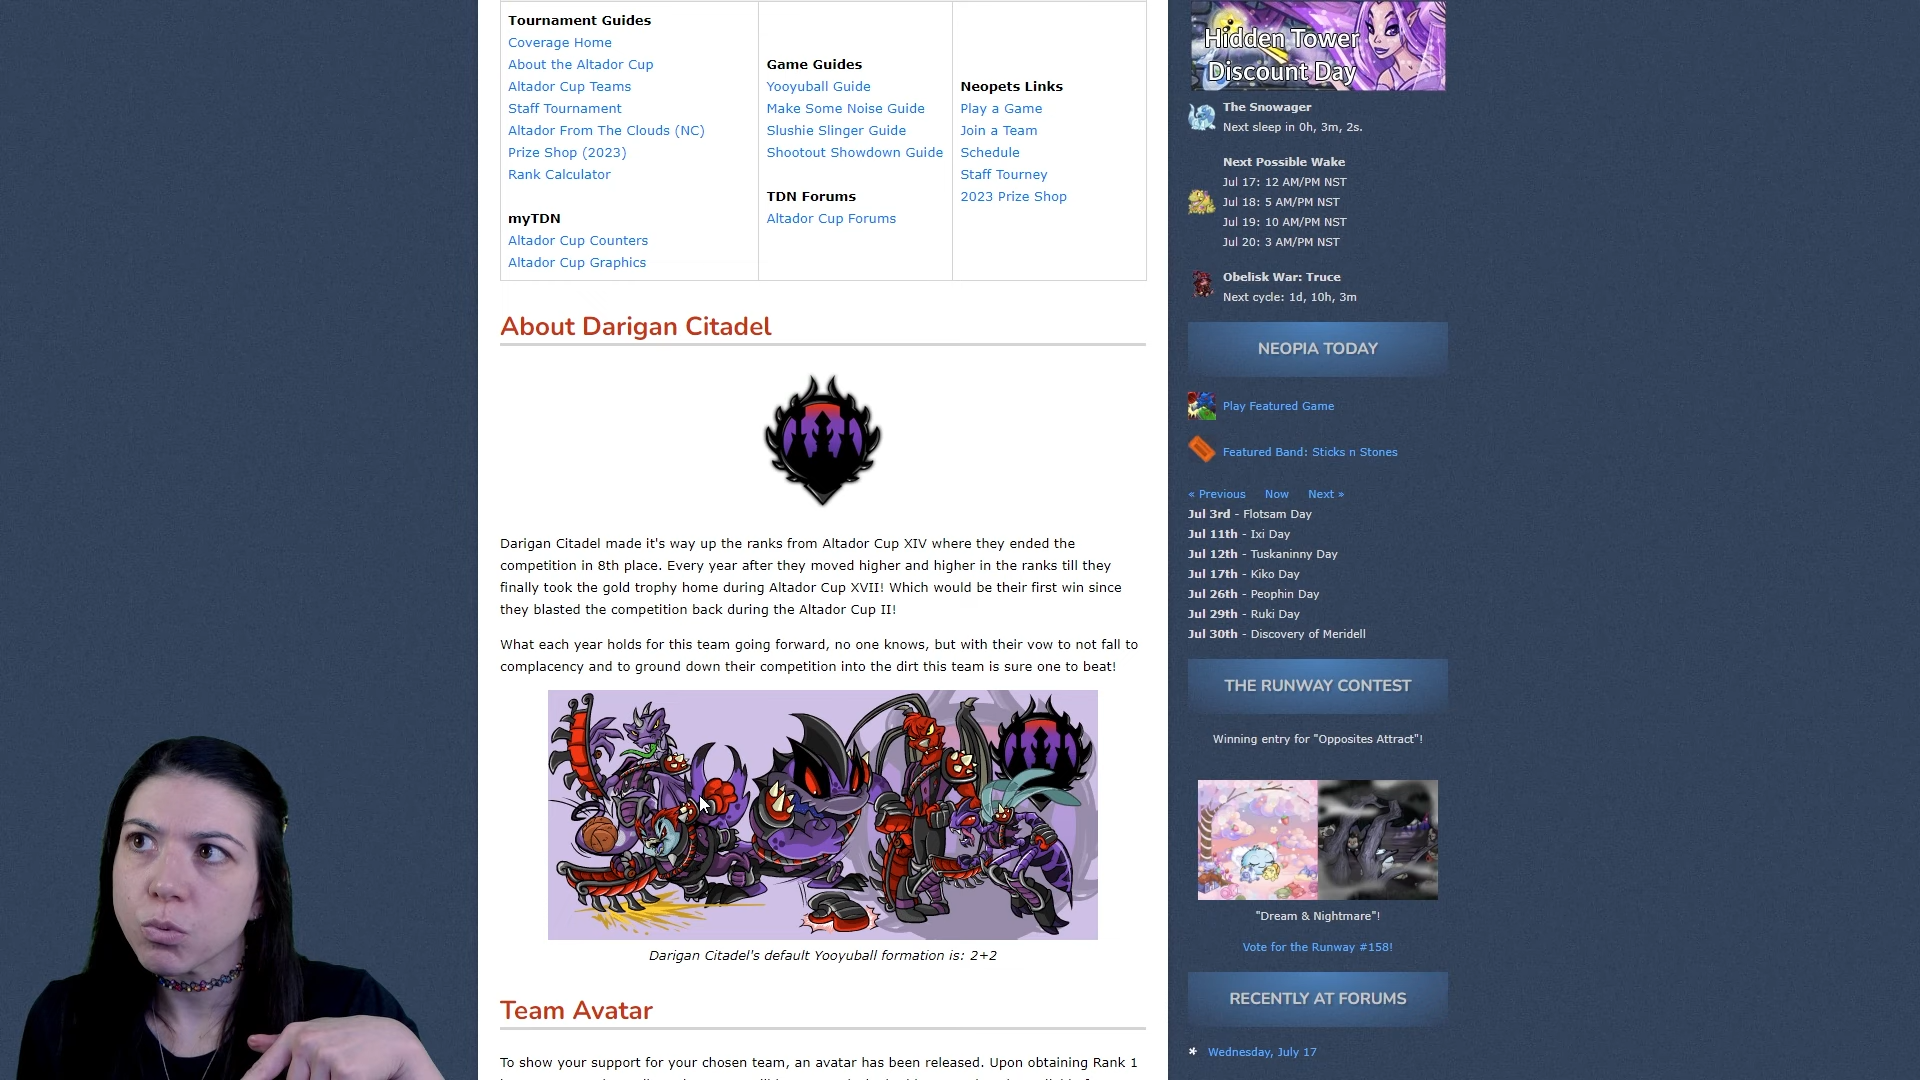 Tournament Guides
Coverage Home
About the Altador Cup
Altador Cup Teams
Staff Tournament
Altador From The Clouds (NC)
Prize Shop (2023)
Rank Calculator
myTDN
Altador Cup Counters
Altador Cup Graphics
Game Guides
Yooyuball Guide
Make Some Noise Guide
Slushie Slinger Guide
Shootout Showdown Guide
TDN Forums
Altador Cup Forums
Neopets Links
Play a Game
Join a Team
Schedule
Staff Tourney
2023 Prize Shop
About Darigan Citadel
Darigan Citadel made it's way up the ranks from Altador Cup XIV where they ended the
competition in 8th place. Every year after they moved higher and higher in the ranks till they
finally took the gold trophy home during Altador Cup XVII! Which would be their first win since
they blasted the competition back during the Altador Cup II!
What each year holds for this team going forward, no one knows, but with their vow to not fall to
complacency and to ground down their competition into the dirt this team is sure one to beat!
Darigan Citadel's default Yooyuball formation is: 2+2
Team Avatar
To show your support for your chosen team, an avatar has been released. Upon obtaining Rank 1
Hidden Tower
Discount Day
The Snowager
Next sleep in 0h, 3m, 2s.
Next Possible Wake
Jul 17: 12 AM/PM NST
Jul 18: 5 AM/PM NST
Jul 19: 10 AM/PM NST
Jul 20: 3 AM/PM NST
Obelisk War: Truce
Next cycle: 1d, 10h, 3m
NEOPIA TODAY
Play Featured Game
Featured Band: Sticks n Stones
« Previous Now Next »
Jul 3rd - Flotsam Day
Jul 11th - Ixi Day
Jul 12th - Tuskaninny Day
Jul 17th - Kiko Day
Jul 26th - Peophin Day
Jul 29th - Ruki Day
Jul 30th - Discovery of Meridell
THE RUNWAY CONTEST
Winning entry for "Opposites Attract"!
"Dream & Nightmare"!
Vote for the Runway #158!
RECENTLY AT FORUMS
* Wednesday, July 17